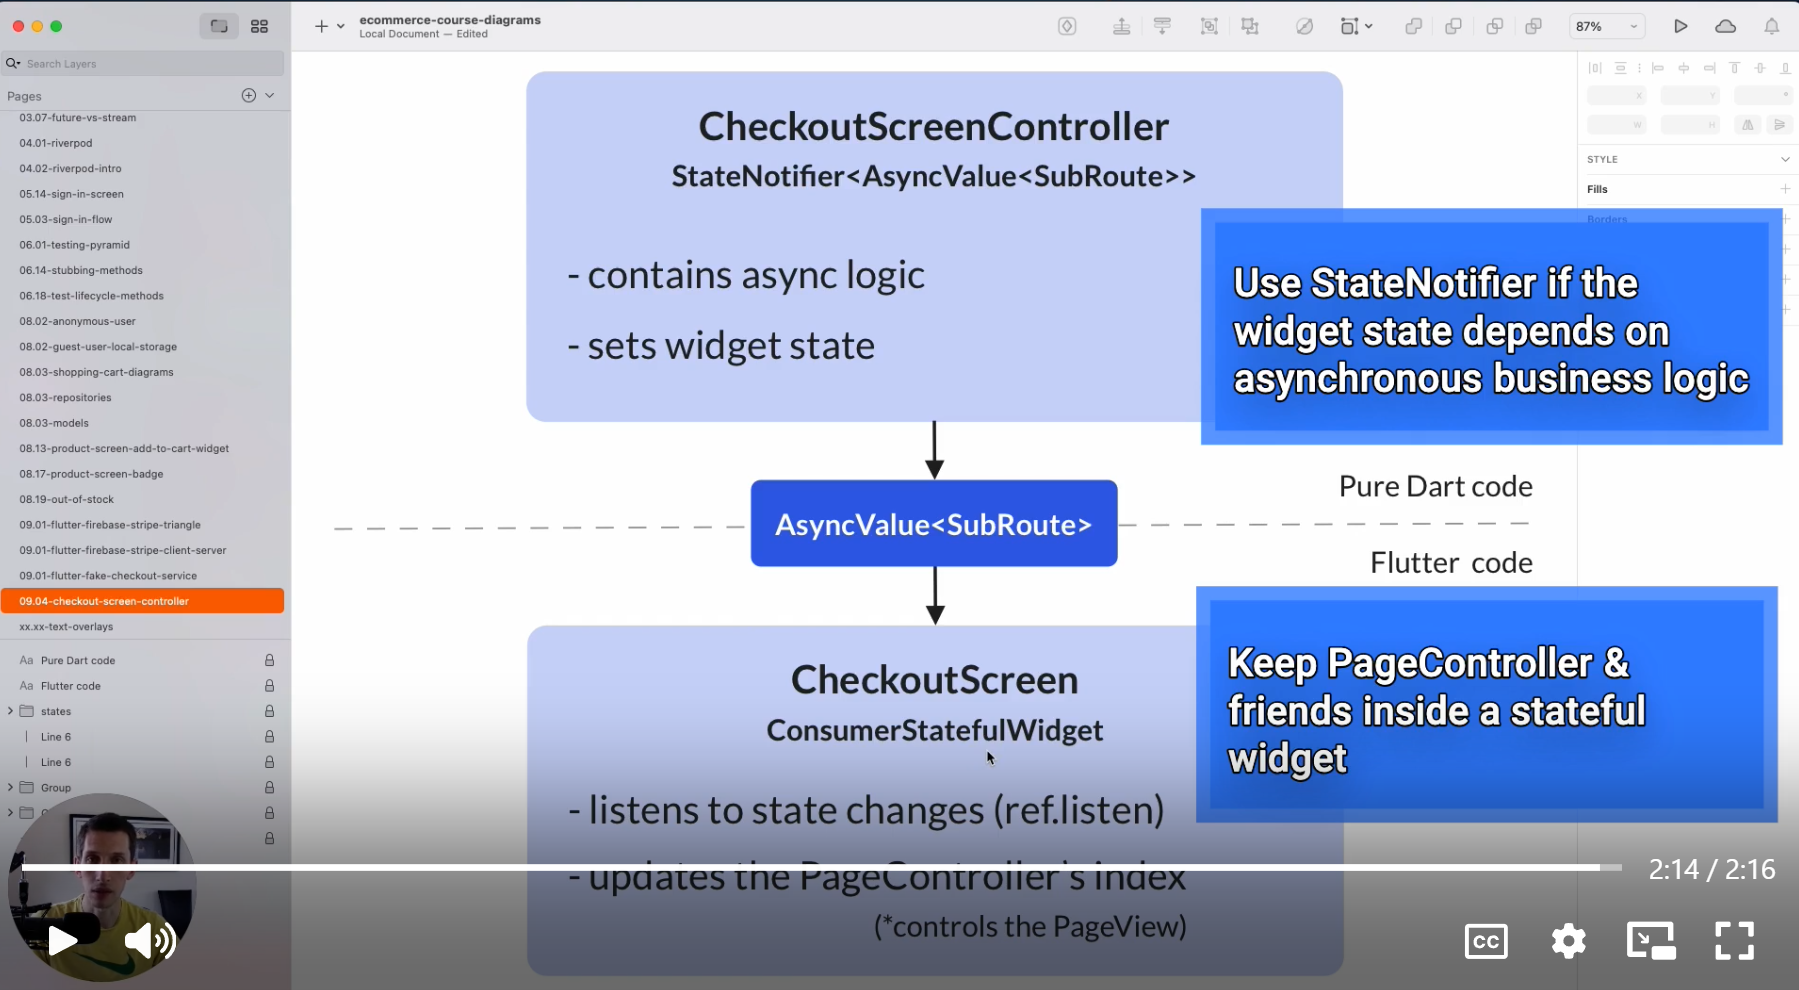 ecommerce-course-diagrams
Local Document — Edited
87%
Search Layers
Pages
03.07-future-vs-stream
04.01-riverpod
04.02-riverpod-intro
05.14-sign-in-screen
05.03-sign-in-flow
06.01-testing-pyramid
06.14-stubbing-methods
06.18-test-lifecycle-methods
08.02-anonymous-user
08.02-guest-user-local-storage
08.03-shopping-cart-diagrams
08.03-repositories
08.03-models
08.13-product-screen-add-to-cart-widget
08.17-product-screen-badge
08.19-out-of-stock
09.01-flutter-firebase-stripe-triangle
09.01-flutter-firebase-stripe-client-server
09.01-flutter-fake-checkout-service
09.04-checkout-screen-controller
xx.xx-text-overlays
Aa Pure Dart code
Aa Flutter code
states
Line 6
Line 6
Group
CheckoutScreenController
StateNotifier<AsyncValue<SubRoute>>
- contains async logic
- sets widget state
AsyncValue<SubRoute>
Pure Dart code
Flutter code
CheckoutScreen
ConsumerStatefulWidget
- listens to state changes (ref.listen)
- updates the PageController's index
(*controls the PageView)
X
Y
°
W
H
STYLE
Fills
Borders
Use StateNotifier if the
widget state depends on
asynchronous business logic
Keep PageController &
friends inside a stateful
widget
2:14 / 2:16
CC